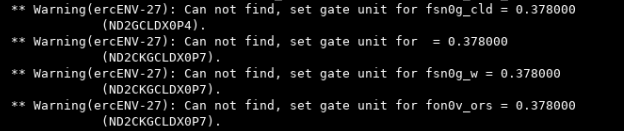 ** Warning(ercENV-27): Can not find, set gate unit for fsn0g_cld = 0.378000
(ND2GCLDX0P4).
** Warning(ercENV-27): Can not find, set gate unit for  = 0.378000
(ND2CKGCLDX0P7).
** Warning(ercENV-27): Can not find, set gate unit for fsn0g_w = 0.378000
(ND2CKGCLDX0P7).
** Warning(ercENV-27): Can not find, set gate unit for fon0v_ors = 0.378000
(ND2CKGCLDX0P7).